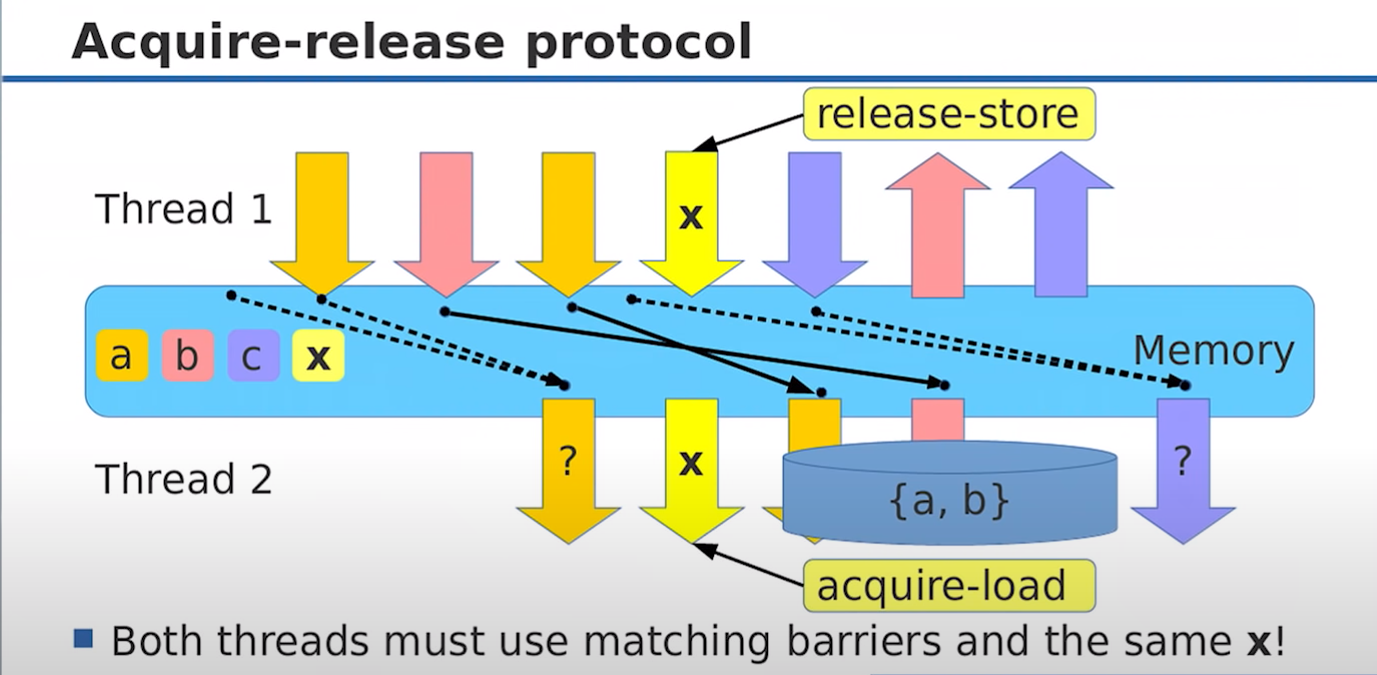 Acquire-release protocol
release-store
Thread 1
x
a b c x
Memory
Thread 2
? x ?
{a, b}
acquire-load
Both threads must use matching barriers and the same x!